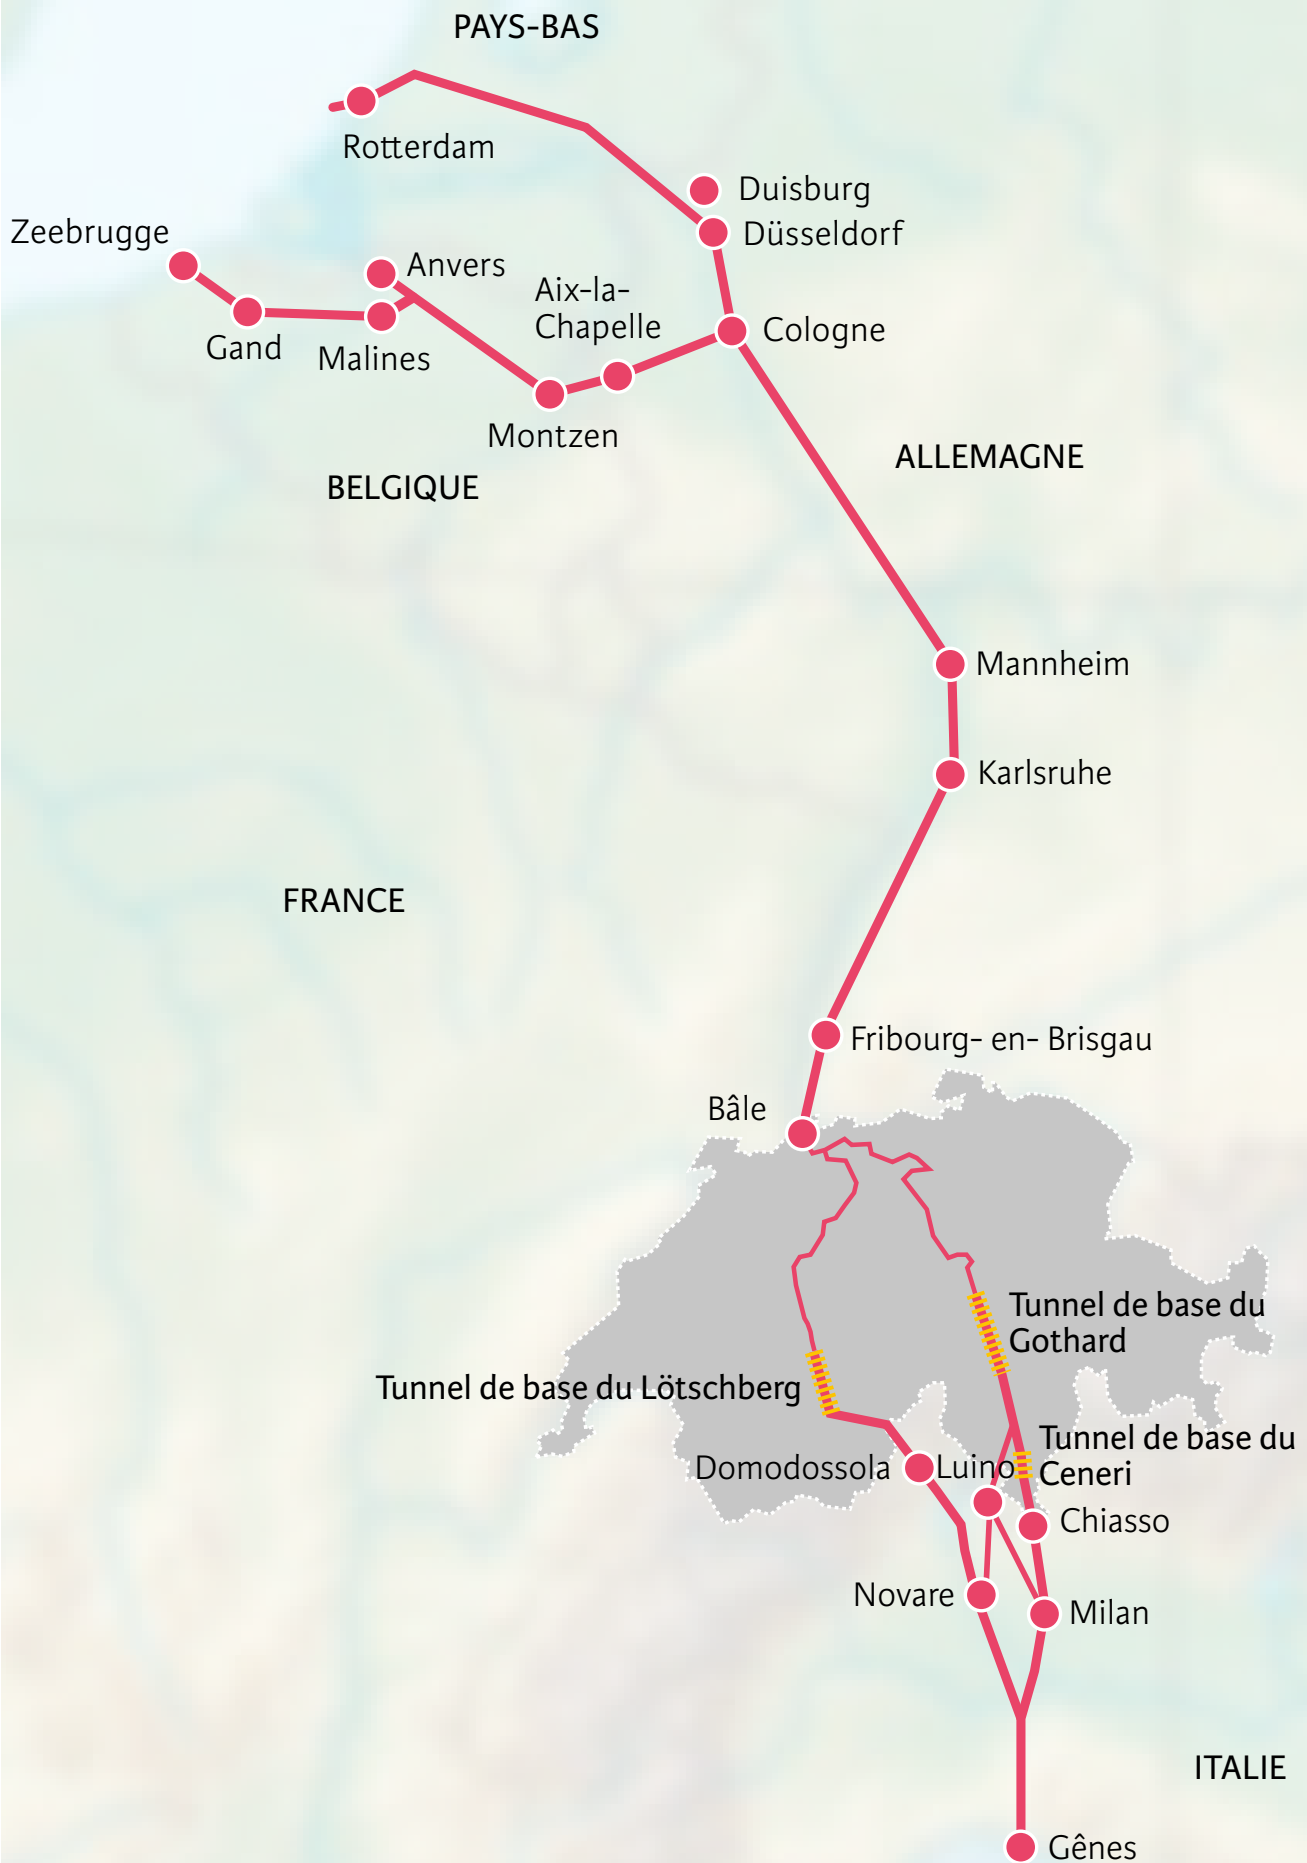 PAYS-BAS
Rotterdam
Duisburg
Zeebrugge
Düsseldorf
Anvers
Aix-la-
Chapelle
Cologne
Gand
Malines
Montzen
ALLEMAGNE
BELGIQUE
Mannheim
Karlsruhe
FRANCE
Fribourg- en- Brisgau
Bâle
Tunnel de base du
Gothard
Tunnel de base du Lötschberg
Tunnel de base du
Ceneri
Domodossola
Luino
Chiasso
Novare
Milan
ITALIE
Gênes